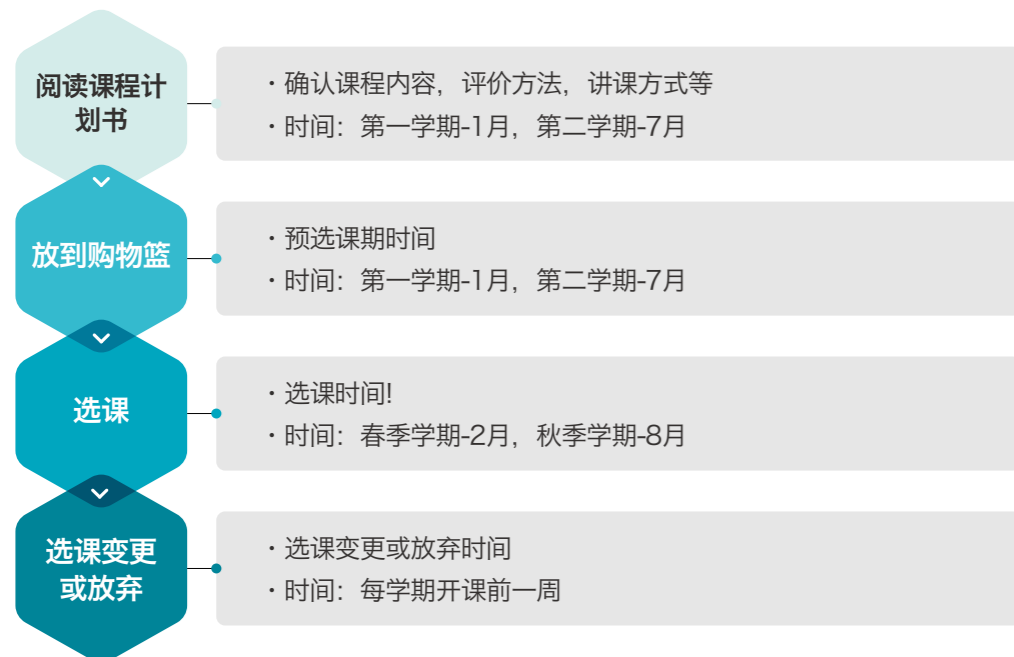 阅读课程计
划书
·确认课程内容，评价方法，讲课方式等
·时间：第一学期-1月，第二学期-7月
放到购物篮
·预选课期时间
·时间：第一学期-1月，第二学期-7月
选课
·选课时间!
·时间：春季学期-2月，秋季学期-8月
选课变更
或放弃
·选课变更或放弃时间
·时间：每学期开课前一周